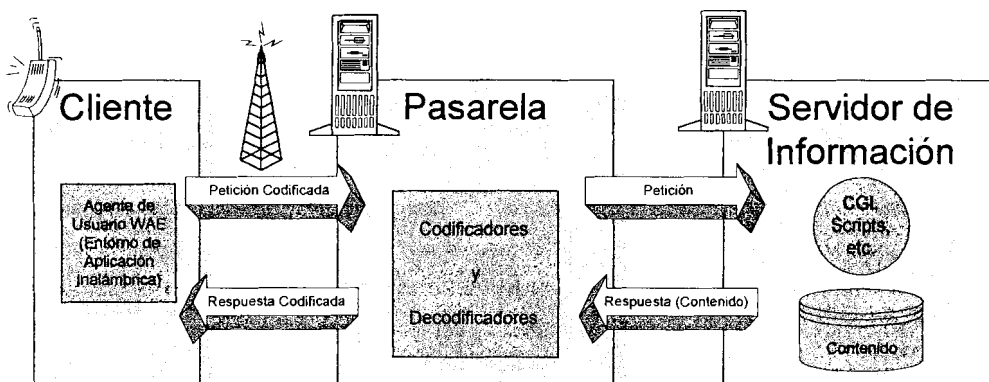 Cliente
Pasarela
Servidor de
Información
Petición Codificada
Petición
Agente de
Usuario WAE
(Entorno de
Aplicación
Inalámbrica)
Codificadores
y
Decodificadores
CGI,
Scripts,
etc.
Respuesta Codificada
Respuesta (Contenido)
Contenido